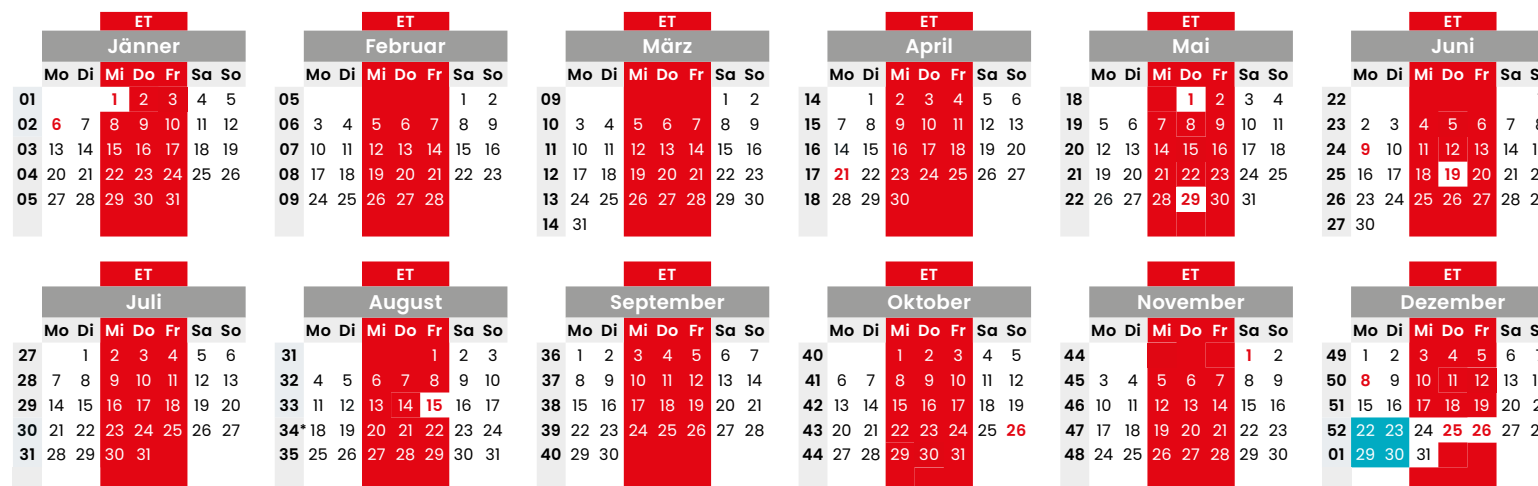 ET
Jänner
Mo Di Mi Do Fr Sa So
01 1 2 3 4 5
02 6 7 8 9 10 11 12
03 13 14 15 16 17 18 19
04 20 21 22 23 24 25 26
05 27 28 29 30 31
ET
Februar
Mo Di Mi Do Fr Sa So
05 1 2
06 3 4 5 6 7 8 9
07 10 11 12 13 14 15 16
08 17 18 19 20 21 22 23
09 24 25 26 27 28
ET
März
Mo Di Mi Do Fr Sa So
09 1 2
10 3 4 5 6 7 8 9
11 10 11 12 13 14 15 16
12 17 18 19 20 21 22 23
13 24 25 26 27 28 29 30
14 31
ET
April
Mo Di Mi Do Fr Sa So
14 1 2 3 4 5 6
15 7 8 9 10 11 12 13
16 14 15 16 17 18 19 20
17 21 22 23 24 25 26 27
18 28 29 30
ET
Mai
Mo Di Mi Do Fr Sa So
18 1 2 3 4
19 5 6 7 8 9 10 11
20 12 13 14 15 16 17 18
21 19 20 21 22 23 24 25
22 26 27 28 29 30 31
ET
Juni
Mo Di Mi Do Fr Sa
22
23 2 3 4 5 6 7
24 9 10 11 12 13 14
25 16 17 18 19 20 21
26 23 24 25 26 27 28
27 30
ET
Juli
Mo Di Mi Do Fr Sa So
27 1 2 3 4 5 6
28 7 8 9 10 11 12 13
29 14 15 16 17 18 19 20
30 21 22 23 24 25 26 27
31 28 29 30 31
ET
August
Mo Di Mi Do Fr Sa So
31 1 2 3
32 4 5 6 7 8 9 10
33 11 12 13 14 15 16 17
34* 18 19 20 21 22 23 24
35 25 26 27 28 29 30 31
ET
September
Mo Di Mi Do Fr Sa So
36 1 2 3 4 5 6 7
37 8 9 10 11 12 13 14
38 15 16 17 18 19 20 21
39 22 23 24 25 26 27 28
40 29 30
ET
Oktober
Mo Di Mi Do Fr Sa So
40 1 2 3 4 5
41 6 7 8 9 10 11 12
42 13 14 15 16 17 18 19
43 20 21 22 23 24 25 26
44 27 28 29 30 31
ET
November
Mo Di Mi Do Fr Sa So
44 1 2
45 3 4 5 6 7 8 9
46 10 11 12 13 14 15 16
47 17 18 19 20 21 22 23
48 24 25 26 27 28 29 30
ET
Dezember
Mo Di Mi Do Fr Sa
49 1 2 3 4 5 6
50 8 9 10 11 12 13
51 15 16 17 18 19 20
52 22 23 24 25 26 27
01 29 30 31